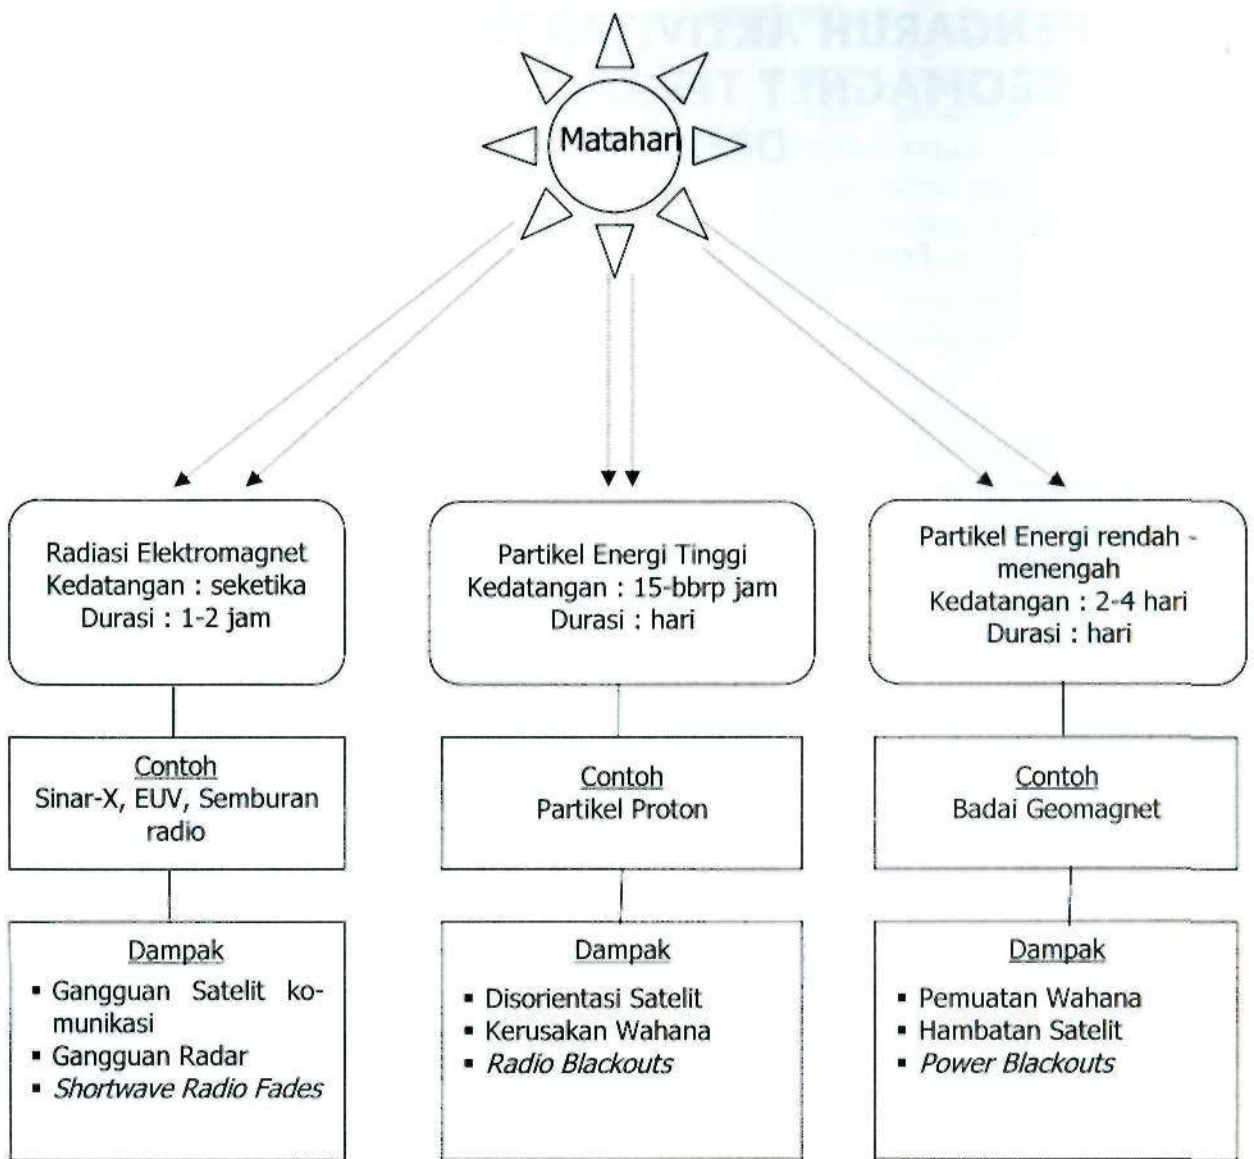 Matahari
Radiasi Elektromagnet
Kedatangan : seketika
Durasi : 1-2 jam
Contoh
Sinar-X, EUV, Semburan
radio
Dampak
▪ Gangguan Satelit ko-
munikasi
▪ Gangguan Radar
▪ Shortwave Radio Fades
Partikel Energi Tinggi
Kedatangan : 15-bbrp jam
Durasi : hari
Contoh
Partikel Proton
Dampak
▪ Disorientasi Satelit
▪ Kerusakan Wahana
▪ Radio Blackouts
Partikel Energi rendah -
menengah
Kedatangan : 2-4 hari
Durasi : hari
Contoh
Badai Geomagnet
Dampak
▪ Pemuatan Wahana
▪ Hambatan Satelit
▪ Power Blackouts